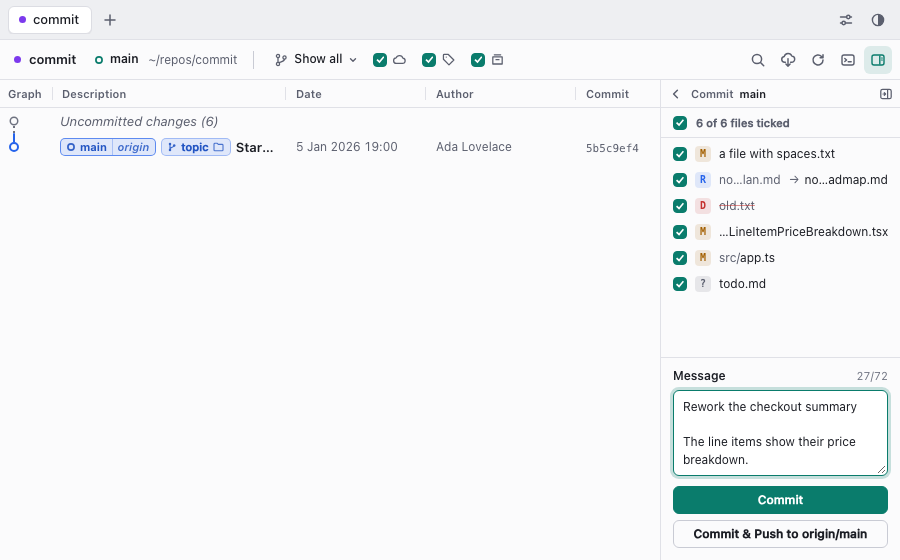 commit
commit main ~/repos/commit Show all
Graph Description Date Author Commit
Uncommitted changes (6)
main origin topic Star... 5 Jan 2026 19:00 Ada Lovelace 5b5c9ef4
Commit main
6 of 6 files ticked
M a file with spaces.txt
R no...lan.md → no...admap.md
D old.txt
M ...LineItemPriceBreakdown.tsx
M src/app.ts
? todo.md
Message 27/72
Rework the checkout summary
The line items show their price
breakdown.
Commit
Commit & Push to origin/main